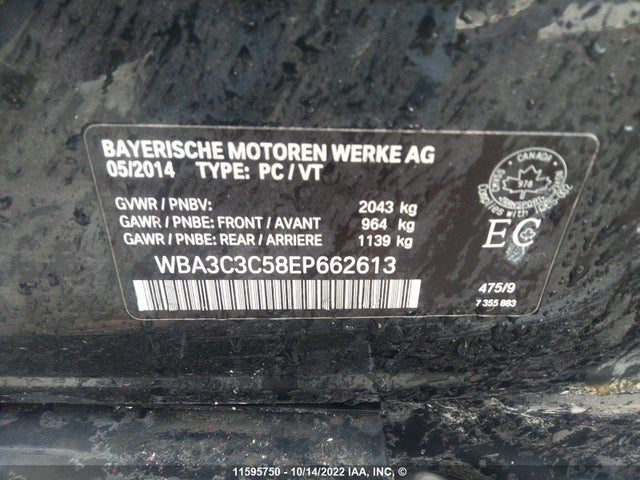 BAYERISCHE MOTOREN WERKE AG
05/2014 TYPE: PC / VT
GVWR / PNBV: 2043 kg
GAWR / PNBE: FRONT / AVANT 964 kg
GAWR / PNBE: REAR / ARRIERE 1139 kg
WBA3C3C58EP662613
CANADA
978
TRANSPORT
EC
475/9
7 355 883
11595750 - 10/14/2022 IAA, INC, ©